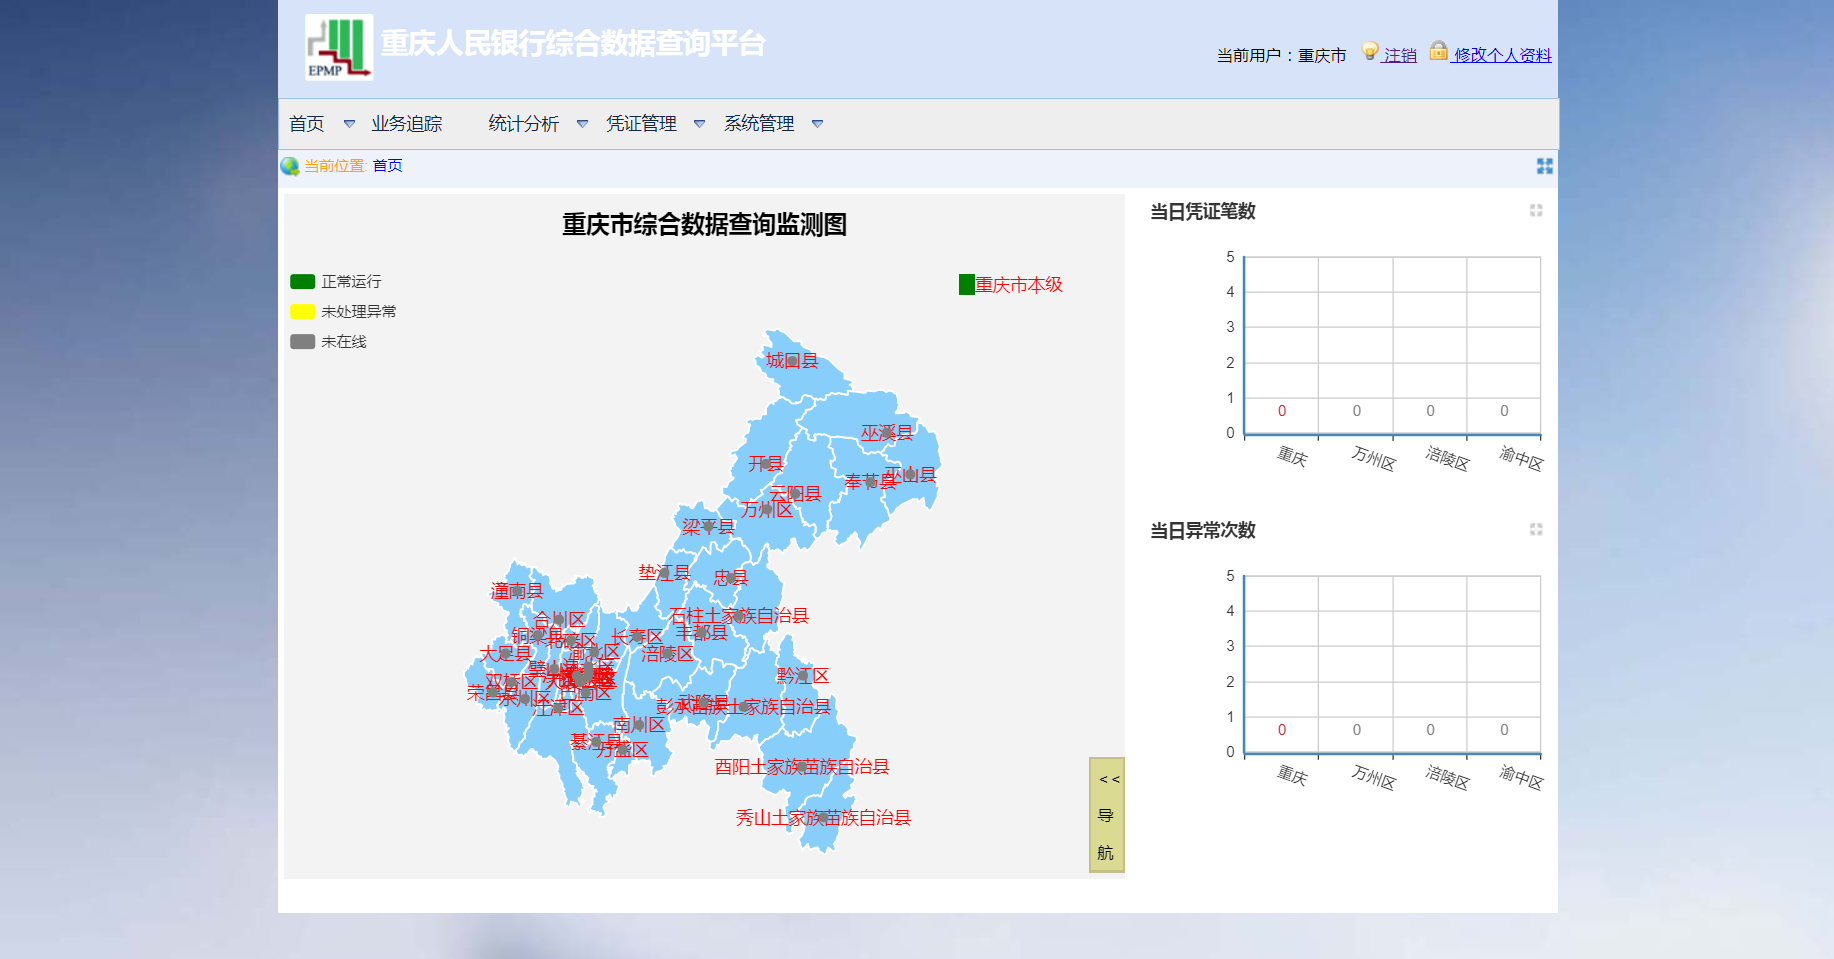 EPMP
重庆人民银行综合数据查询平台
当前用户：重庆市 注销 修改个人资料
首页 业务追踪 统计分析 凭证管理 系统管理
当前位置: 首页
重庆市综合数据查询监测图
正常运行
未处理异常
未在线
重庆市本级
城口县
巫溪县
开县
巫山县
奉节县
云阳县
万州区
梁平县
垫江县
忠县
潼南县
石柱土家族自治县
合川区
丰都县
铜梁县
北碚区
长寿区
渝北区
涪陵区
大足县
璧山县
黔江区
双桥区
荣昌县
永川区
巴南区
江津区
武隆县
彭水苗族土家族自治县
南川区
綦江县
万盛区
酉阳土家族苗族自治县
秀山土家族苗族自治县
<<
导
航
当日凭证笔数
5
4
3
2
1
0
0 0 0 0
重庆 万州区 涪陵区 渝中区
当日异常次数
5
4
3
2
1
0
0 0 0 0
重庆 万州区 涪陵区 渝中区